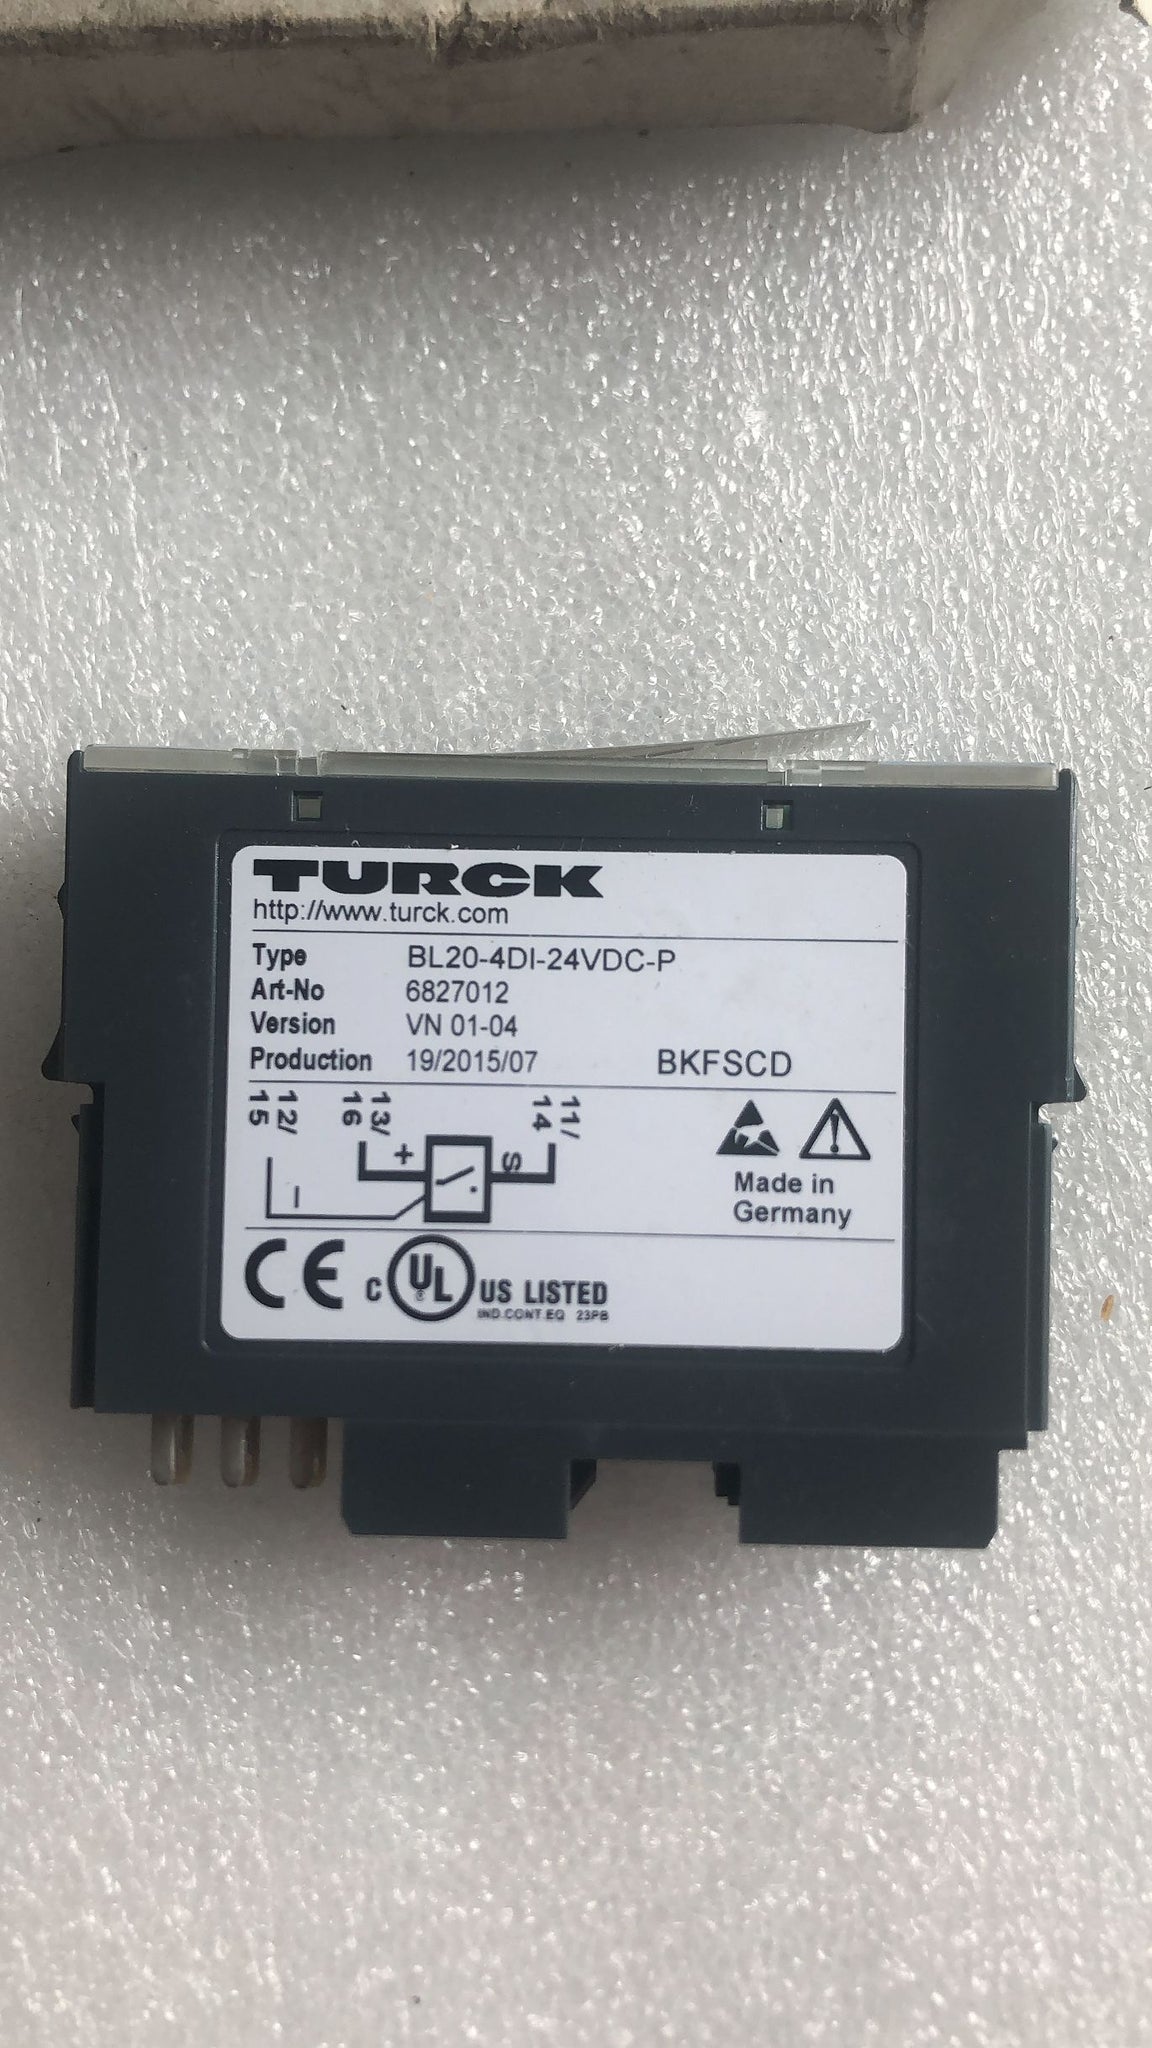 TURCK
http://www.turck.com
Type BL20-4DI-24VDC-P
Art-No 6827012
Version VN 01-04
Production 19/2015/07 BKFSCD
12/
15
13/
16
11/
14
+ S
–
Made in
Germany
CE C UL ® US LISTED
IND.CONT.EQ 23PB